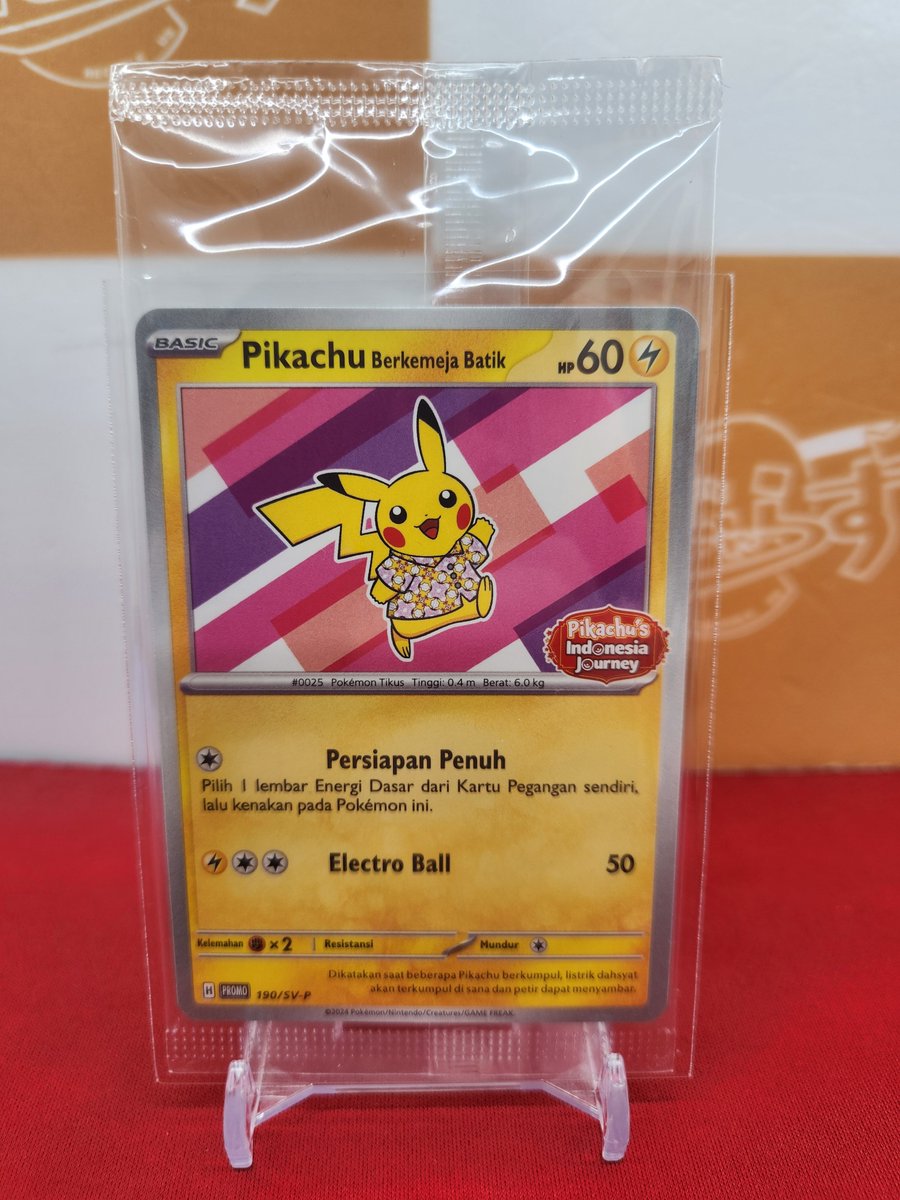 BASIC
Pikachu Berkemeja Batik
HP 60
Pikachu's
Indonesia
Journey
#0025 Pokémon Tikus Tinggi: 0.4 m Berat: 6.0 kg
Persiapan Penuh
Pilih 1 lembar Energi Dasar dari Kartu Pegangan sendiri,
lalu kenakan pada Pokémon ini.
Electro Ball 50
Kelemahan ×2 Resistansi Mundur
Dikatakan saat beberapa Pikachu berkumpul, listrik dahsyat
akan terkumpul di sana dan petir dapat menyambar.
H PROMO 190/SV-P
©2024 Pokémon/Nintendo/Creatures/GAME FREAK